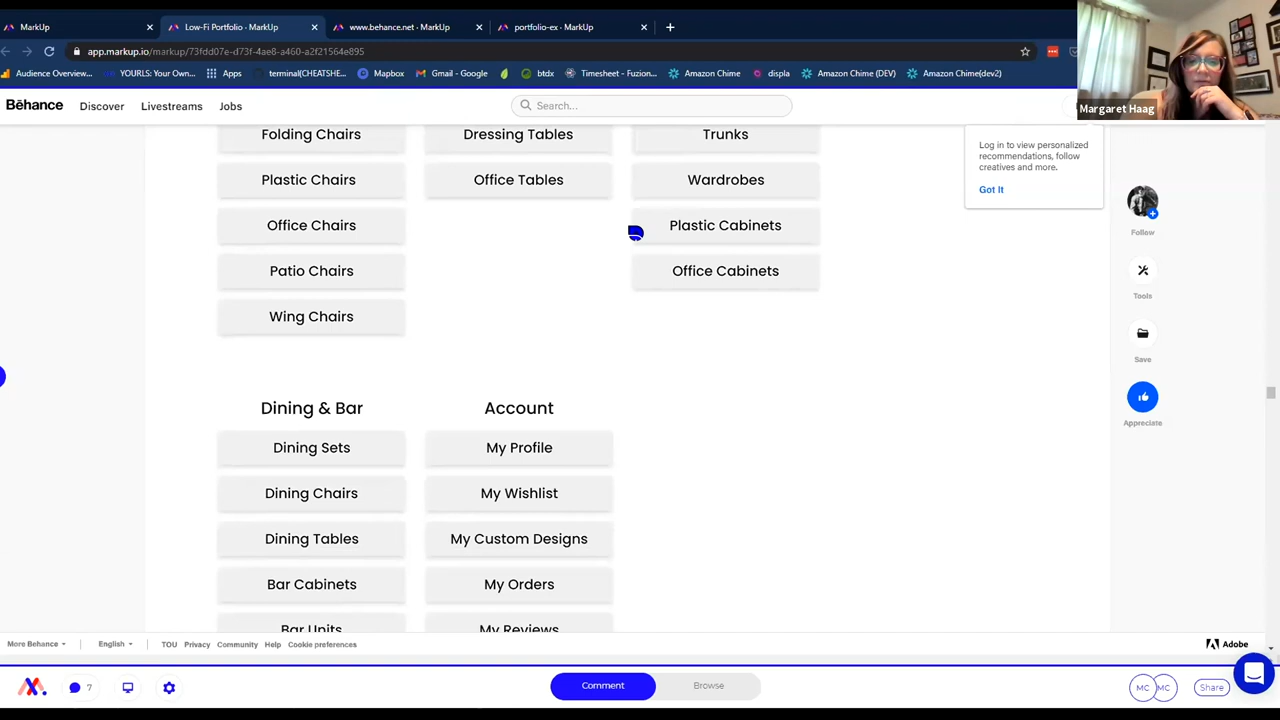 MarkUp
Low-Fi Portfolio · MarkUp
www.behance.net · MarkUp
portfolio-ex · MarkUp
app.markup.io/markup/73fdd07e-d73f-4ae8-a460-a2f21564e895
Audience Overview...
YOURLS: Your Own...
Apps
terminal(CHEATSHE...
Mapbox
Gmail - Google
btdx
Timesheet - Fuzion...
Amazon Chime
displa
Amazon Chime (DEV)
Amazon Chime(dev2)
Margaret Haag
Bēhance
Discover
Livestreams
Jobs
Search...
Log in to view personalized
recommendations, follow
creatives and more.
Got It
Folding Chairs
Dressing Tables
Trunks
Plastic Chairs
Office Tables
Wardrobes
Office Chairs
Plastic Cabinets
Patio Chairs
Office Cabinets
Wing Chairs
Follow
Tools
Save
Appreciate
Dining & Bar
Account
Dining Sets
My Profile
Dining Chairs
My Wishlist
Dining Tables
My Custom Designs
Bar Cabinets
My Orders
Bar Units
My Reviews
More Behance
English
TOU
Privacy
Community
Help
Cookie preferences
Adobe
7
Comment
Browse
MC
MC
Share